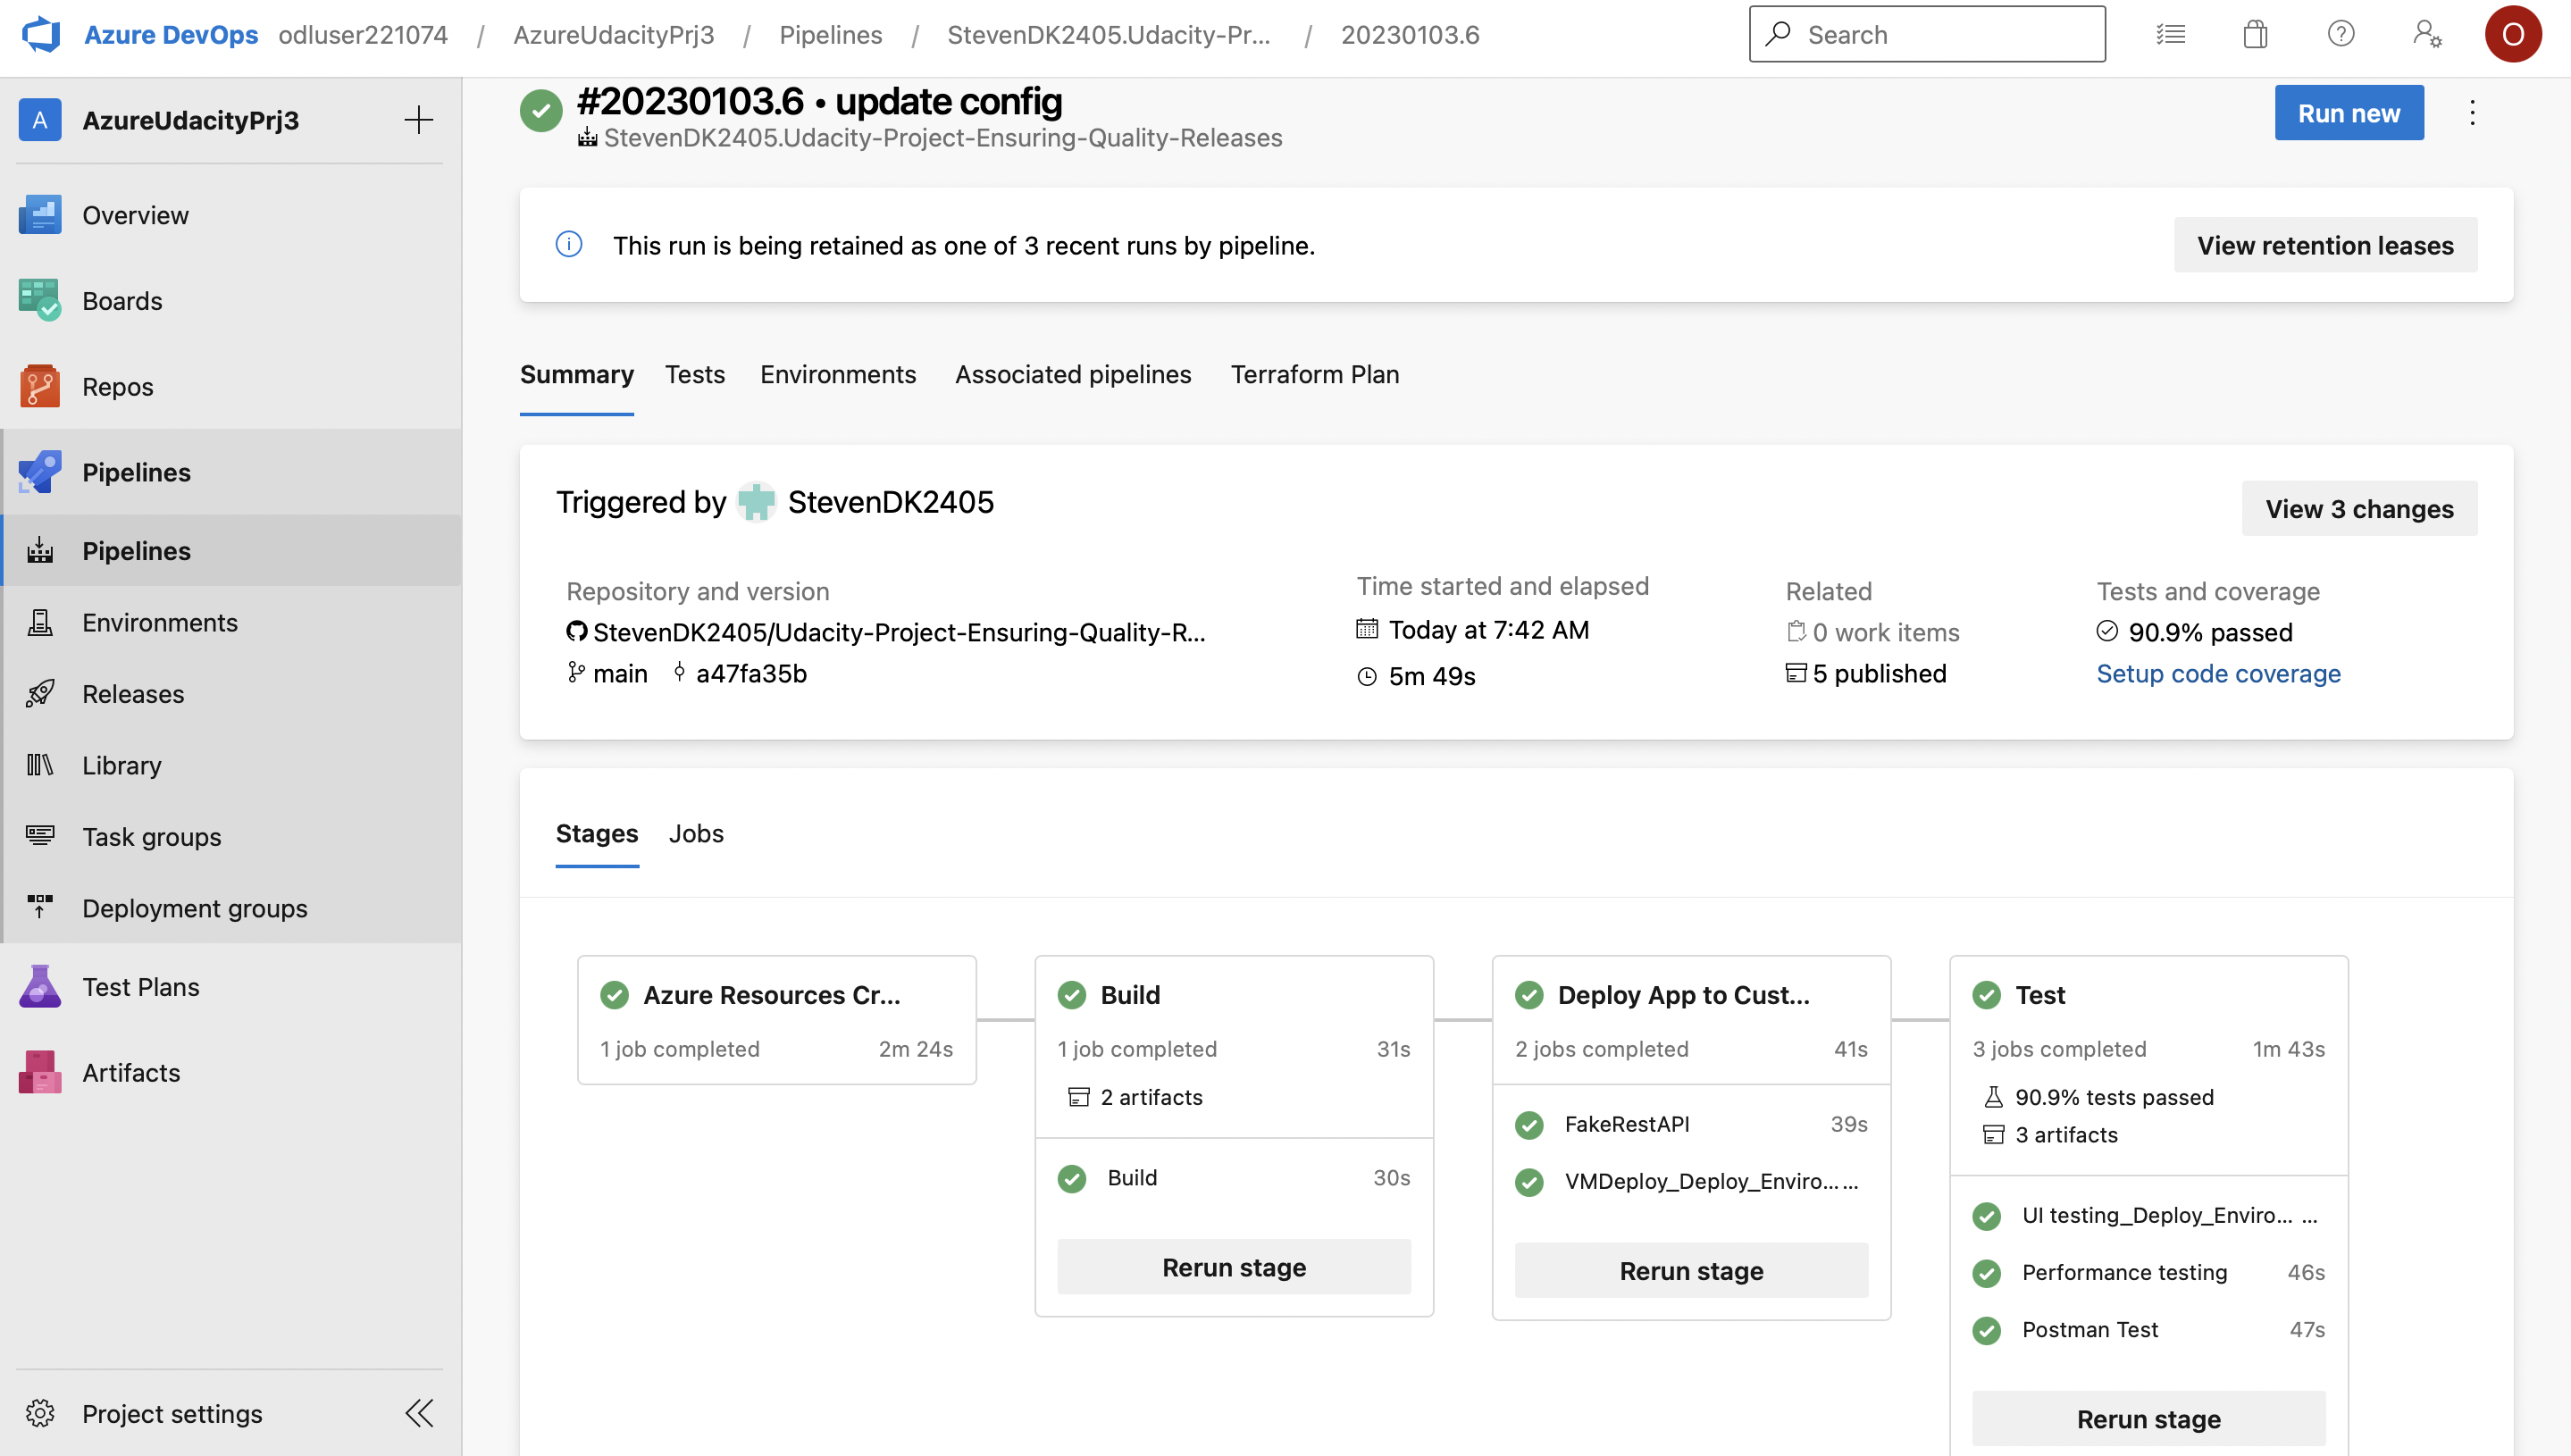 Azure DevOps odluser221074 / AzureUdacityPrj3 / Pipelines / StevenDK2405.Udacity-Pr... / 20230103.6
Search
O
A AzureUdacityPrj3
Overview
Boards
Repos
Pipelines
Pipelines
Environments
Releases
Library
Task groups
Deployment groups
Test Plans
Artifacts
Project settings
#20230103.6 • update config
StevenDK2405.Udacity-Project-Ensuring-Quality-Releases
Run new
This run is being retained as one of 3 recent runs by pipeline.
View retention leases
Summary Tests Environments Associated pipelines Terraform Plan
Triggered by StevenDK2405
View 3 changes
Repository and version
StevenDK2405/Udacity-Project-Ensuring-Quality-R...
main a47fa35b
Time started and elapsed
Today at 7:42 AM
5m 49s
Related
0 work items
5 published
Tests and coverage
90.9% passed
Setup code coverage
Stages Jobs
Azure Resources Cr...
1 job completed 2m 24s
Build
1 job completed 31s
2 artifacts
Build 30s
Rerun stage
Deploy App to Cust...
2 jobs completed 41s
FakeRestAPI 39s
VMDeploy_Deploy_Enviro... ...
Rerun stage
Test
3 jobs completed 1m 43s
90.9% tests passed
3 artifacts
UI testing_Deploy_Enviro... ...
Performance testing 46s
Postman Test 47s
Rerun stage